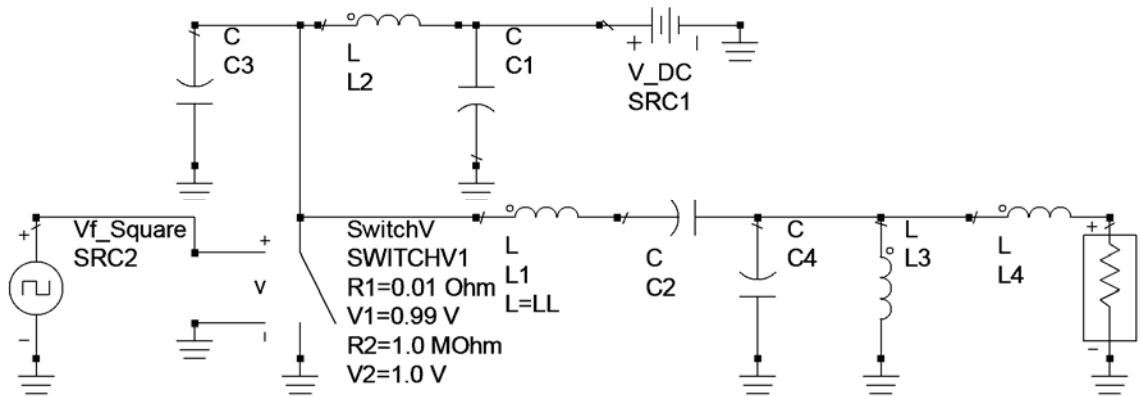 C
C3
L
L2
C
C1
+
V_DC
SRC1
+
Vf_Square
SRC2
+
V
SwitchV
SWITCHV1
R1=0.01 Ohm
V1=0.99 V
R2=1.0 MOhm
V2=1.0 V
L
L1
L=LL
C
C2
C
C4
L
L3
L
L4
+